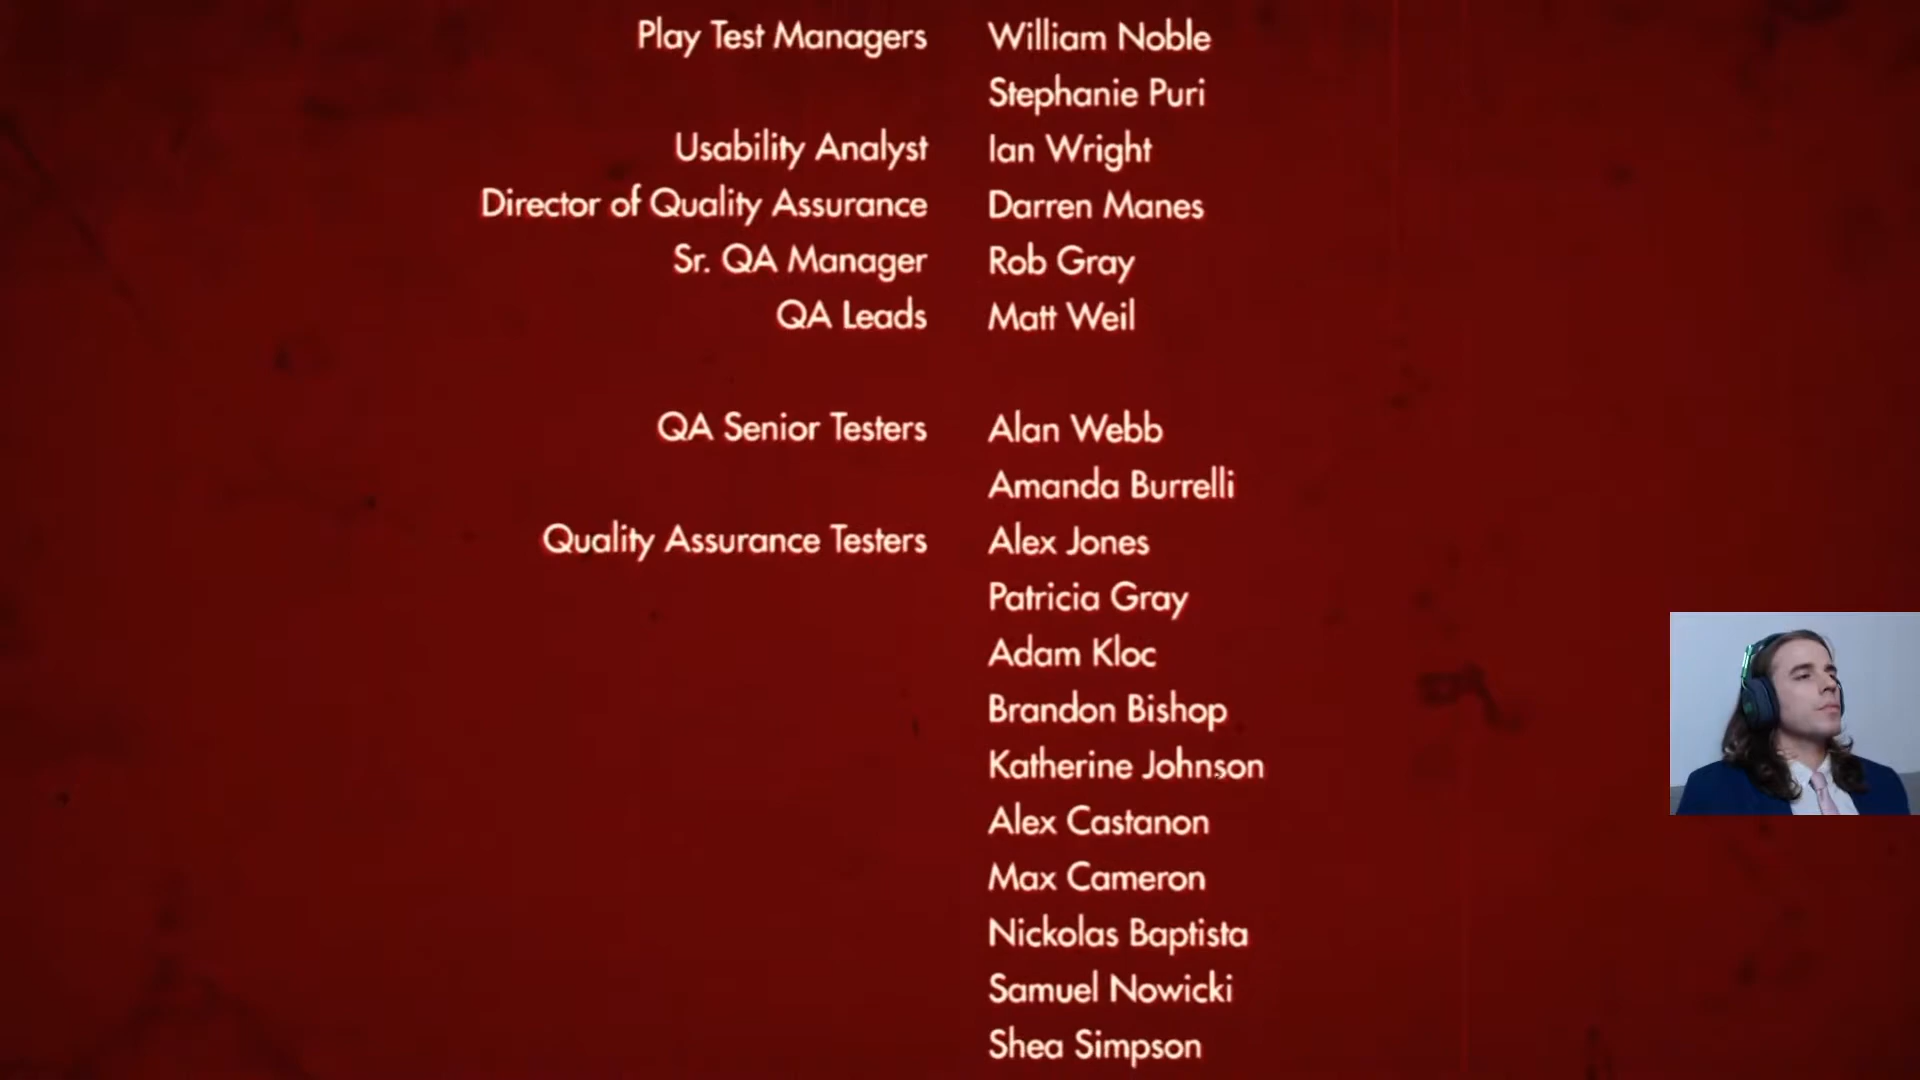 Play Test Managers William Noble
Stephanie Puri
Usability Analyst Ian Wright
Director of Quality Assurance Darren Manes
Sr. QA Manager Rob Gray
QA Leads Matt Weil
QA Senior Testers Alan Webb
Amanda Burrelli
Quality Assurance Testers Alex Jones
Patricia Gray
Adam Kloc
Brandon Bishop
Katherine Johnson
Alex Castanon
Max Cameron
Nickolas Baptista
Samuel Nowicki
Shea Simpson